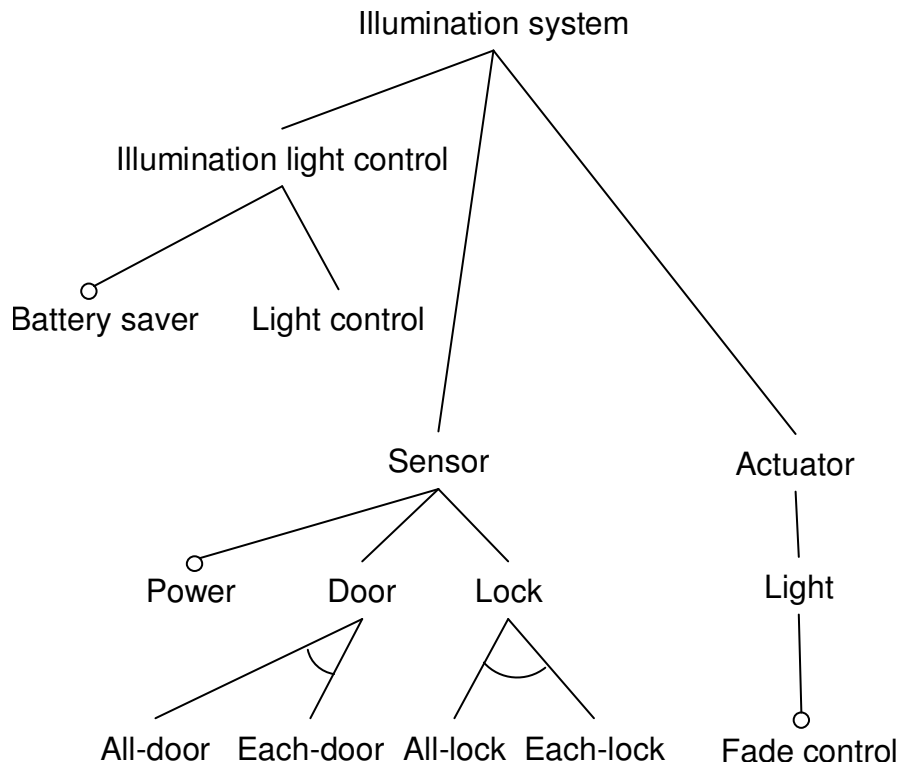 Illumination system
Illumination light control
Battery saver
Light control
Sensor
Actuator
Power
Door
Lock
Light
All-door
Each-door
All-lock
Each-lock
Fade control